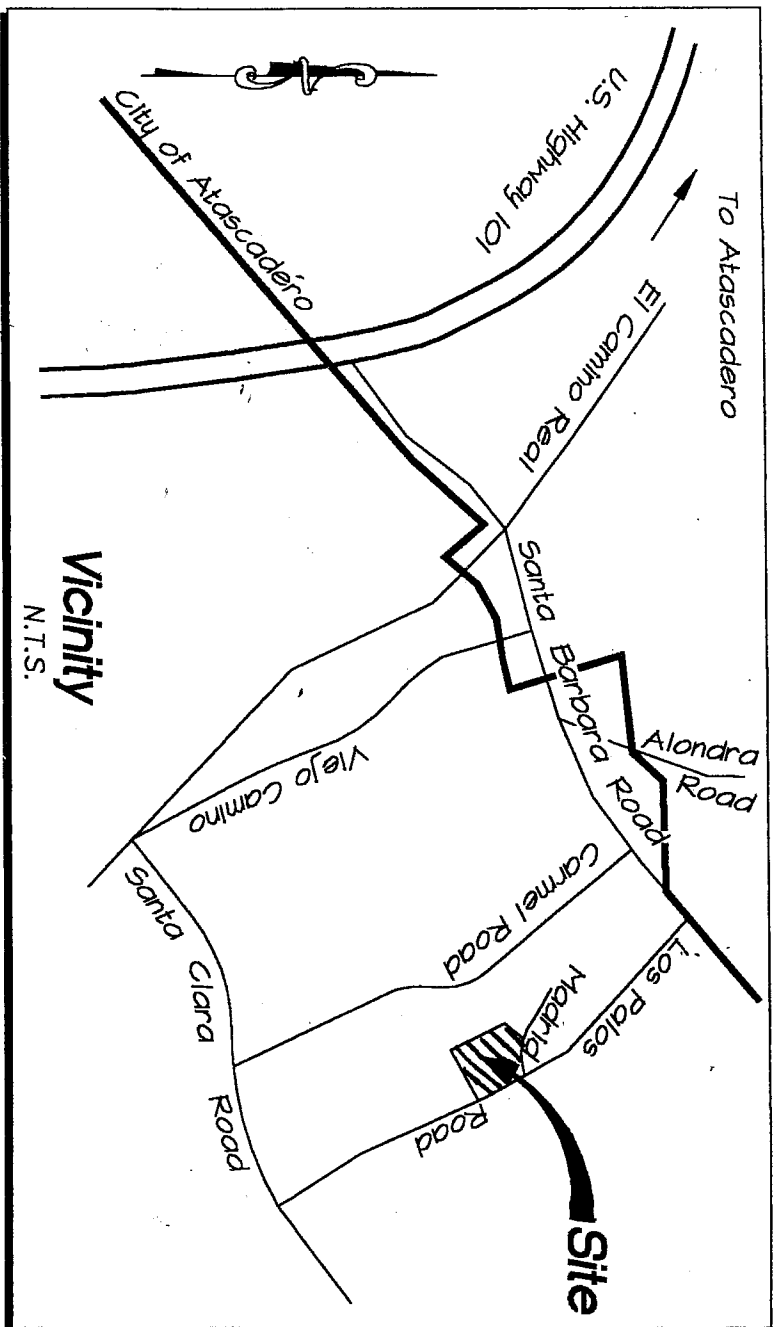 To Atascadero
U.S. Highway 101
El Camino Real
City of Atascadero
Santa Barbara Road
Alondra
Road
Viejo Camino
Carmel Road
Los Palos
Road
Madrid
Site
Santa Clara Road
Vicinity
N.T.S.